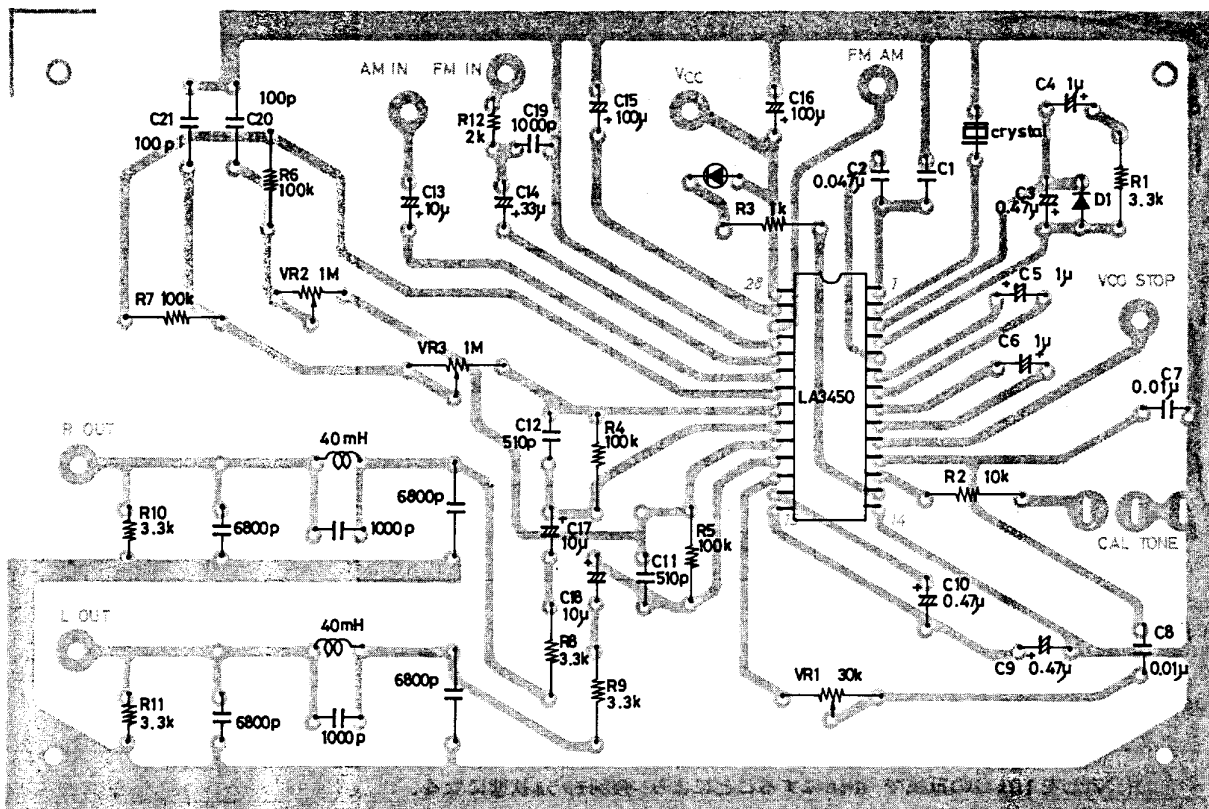 AM IN
FM IN
VCC
FM AM
C21
100p
100p
C20
R6
100k
R12
2k
C19
1000p
C15
100µ
C16
100µ
C13
10µ
C14
33µ
R3
1k
C2
0.047µ
C1
crystal
C4 1µ
C3
0.47µ
D1
R1
3.3k
VR2 1M
R7 100k
VR3 1M
28
1
LA3450
15
14
C5 1µ
C6 1µ
VCO STOP
C7
0.01µ
R2 10k
CAL TONE
C12
510p
R4
100k
R OUT
40mH
R10
3.3k
6800p
1000p
6800p
C17
10µ
C18
10µ
C11
510p
R5
100k
C10
0.47µ
C9 0.47µ
C8
0.01µ
VR1 30k
L OUT
40mH
R11
3.3k
6800p
1000p
6800p
R8
3.3k
R9
3.3k